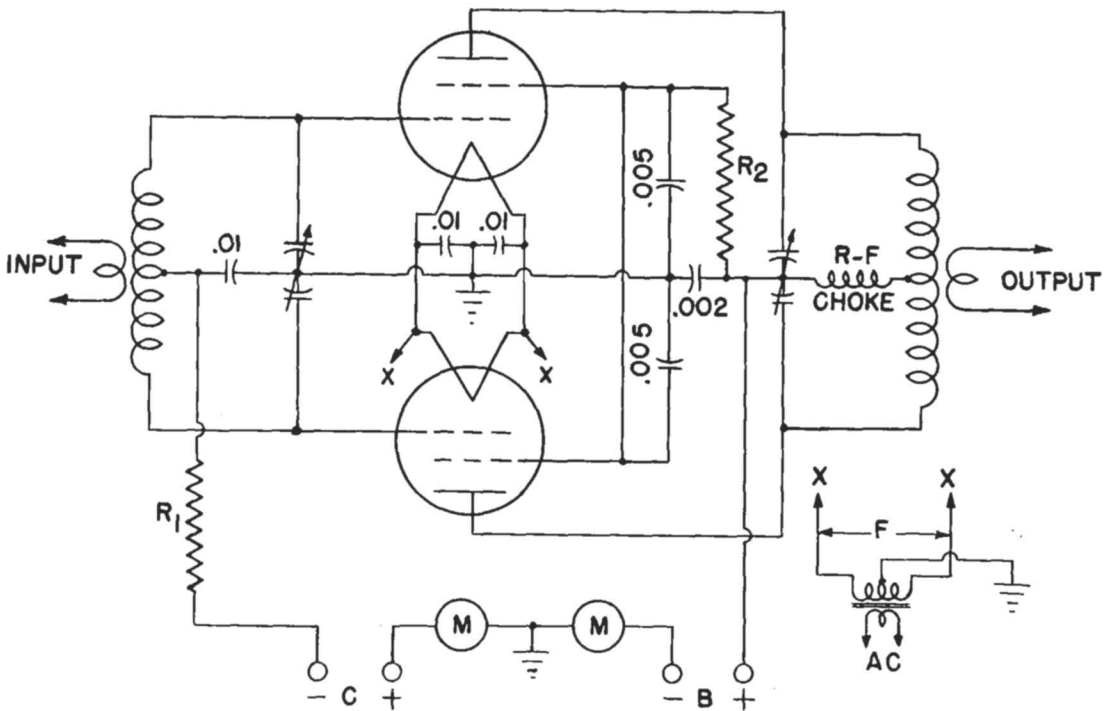 .005
R2
.01 .01
INPUT
.01
R-F
CHOKE
OUTPUT
.002
.005
X X
X X
F
R1
M M
AC
- C + - B +